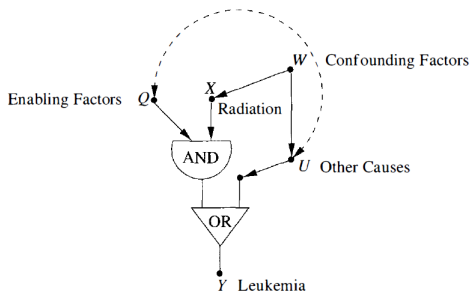 W Confounding Factors
Enabling Factors Q
X
Radiation
AND
U Other Causes
OR
Y Leukemia